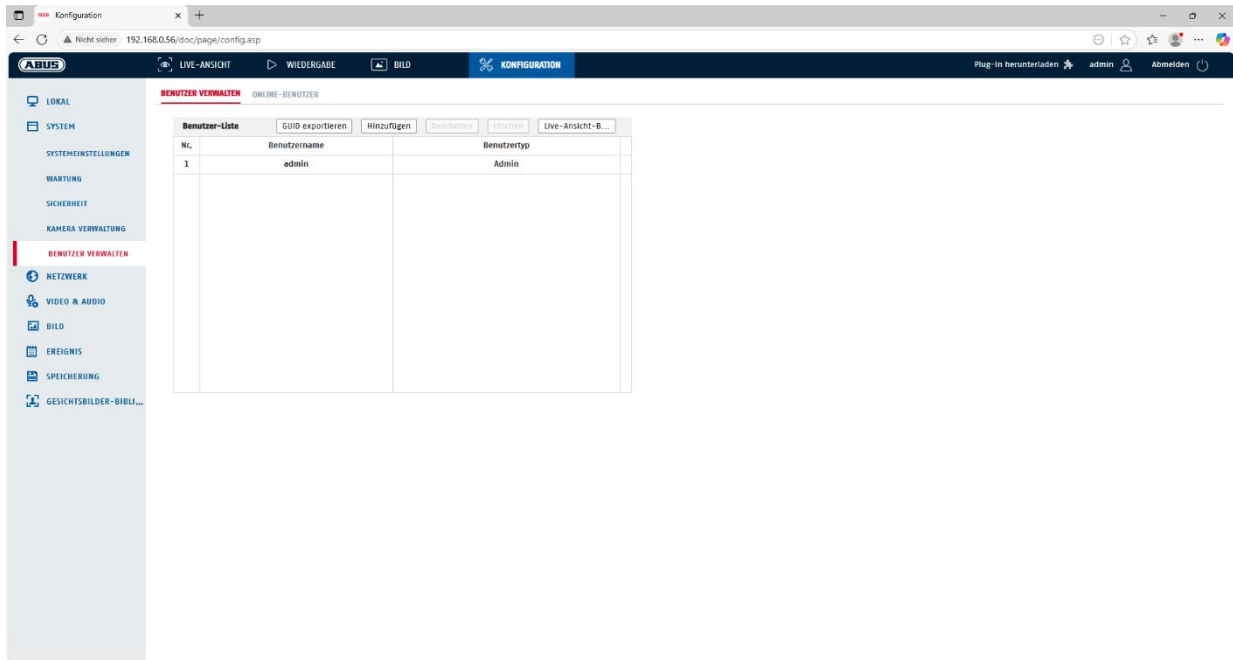 Konfiguration
Nicht sicher 192.168.0.56/doc/page/config.asp
ABUS LIVE-ANSICHT WIEDERGABE BILD KONFIGURATION Plug-in herunterladen admin Abmelden
BENUTZER VERWALTEN ONLINE-BENUTZER
LOKAL
SYSTEM
SYSTEMEINSTELLUNGEN
WARTUNG
SICHERHEIT
KAMERA VERWALTUNG
BENUTZER VERWALTEN
NETZWERK
VIDEO & AUDIO
BILD
EREIGNIS
SPEICHERUNG
GESICHTSBILDER-BIBLI...
Benutzer-Liste GUID exportieren Hinzufügen Bearbeiten Löschen Live-Ansicht-B...
Nr. Benutzername Benutzertyp
1 admin Admin